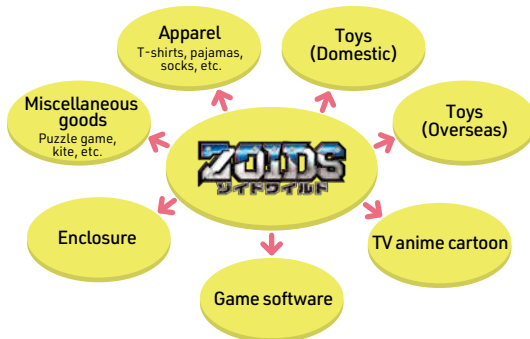 Apparel
T-shirts, pajamas,
socks, etc.
Toys
(Domestic)
Miscellaneous
goods
Puzzle game,
kite, etc.
Toys
(Overseas)
ZOIDS
ゾイドワイルド
Enclosure
TV anime cartoon
Game software